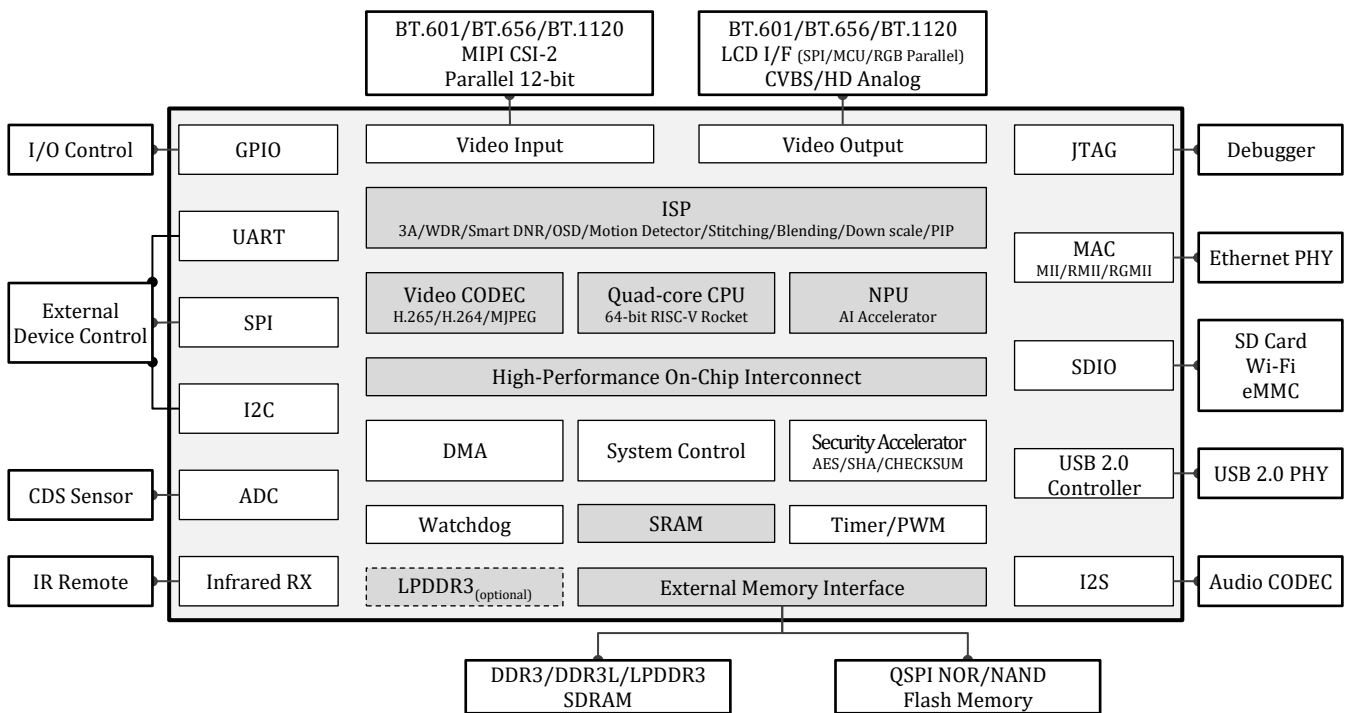 BT.601/BT.656/BT.1120
MIPI CSI-2
Parallel 12-bit
BT.601/BT.656/BT.1120
LCD I/F (SPI/MCU/RGB Parallel)
CVBS/HD Analog
I/O Control
GPIO
Video Input
Video Output
JTAG
Debugger
ISP
3A/WDR/Smart DNR/OSD/Motion Detector/Stitching/Blending/Down scale/PIP
UART
MAC
MII/RMII/RGMII
Ethernet PHY
External
Device Control
SPI
Video CODEC
H.265/H.264/MJPEG
Quad-core CPU
64-bit RISC-V Rocket
NPU
AI Accelerator
High-Performance On-Chip Interconnect
SDIO
SD Card
Wi-Fi
eMMC
I2C
DMA
System Control
Security Accelerator
AES/SHA/CHECKSUM
USB 2.0
Controller
USB 2.0 PHY
CDS Sensor
ADC
Watchdog
SRAM
Timer/PWM
IR Remote
Infrared RX
LPDDR3(optional)
External Memory Interface
I2S
Audio CODEC
DDR3/DDR3L/LPDDR3
SDRAM
QSPI NOR/NAND
Flash Memory